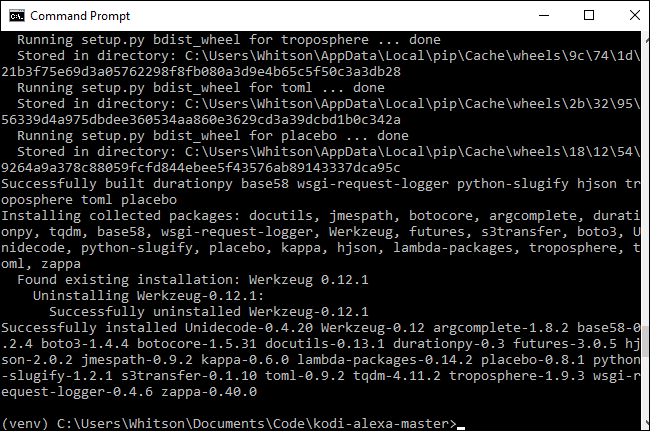 Command Prompt
Running setup.py bdist_wheel for troposphere ... done
Stored in directory: C:\Users\Whitson\AppData\Local\pip\Cache\wheels\9c\74\1d\
21b3f75e69d3a05762298f8fb080a3d9e4b65c5f50c3a3db28
Running setup.py bdist_wheel for toml ... done
Stored in directory: C:\Users\Whitson\AppData\Local\pip\Cache\wheels\2b\32\95\
56339d4a975dbdee360534aa860e3629cd3a39dcbd1b0c342a
Running setup.py bdist_wheel for placebo ... done
Stored in directory: C:\Users\Whitson\AppData\Local\pip\Cache\wheels\18\12\54\
9264a9a378c88059fcfd844ebee5f43576ab89143337dca95c
Successfully built durationpy base58 wsgi-request-logger python-slugify hjson tr
oposphere toml placebo
Installing collected packages: docutils, jmespath, botocore, argcomplete, durati
onpy, tqdm, base58, wsgi-request-logger, Werkzeug, futures, s3transfer, boto3, U
nidecode, python-slugify, placebo, kappa, hjson, lambda-packages, troposphere, t
oml, zappa
Found existing installation: Werkzeug 0.12.1
Uninstalling Werkzeug-0.12.1:
Successfully uninstalled Werkzeug-0.12.1
Successfully installed Unidecode-0.4.20 Werkzeug-0.12 argcomplete-1.8.2 base58-0
.2.4 boto3-1.4.4 botocore-1.5.31 docutils-0.13.1 durationpy-0.3 futures-3.0.5 hj
son-2.0.2 jmespath-0.9.2 kappa-0.6.0 lambda-packages-0.14.2 placebo-0.8.1 python
-slugify-1.2.1 s3transfer-0.1.10 toml-0.9.2 tqdm-4.11.2 troposphere-1.9.3 wsgi-r
equest-logger-0.4.6 zappa-0.40.0
(venv) C:\Users\Whitson\Documents\Code\kodi-alexa-master>